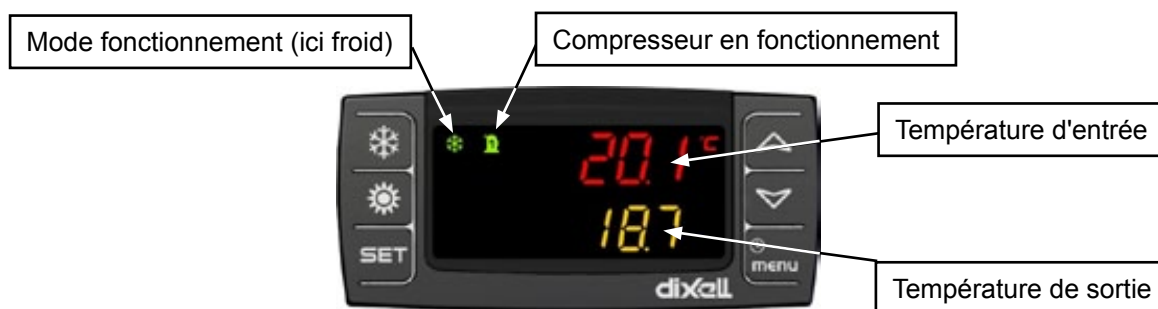 Mode fonctionnement (ici froid)
Compresseur en fonctionnement
20.1 °C
Température d'entrée
18.7
SET
menu
dixell
Température de sortie